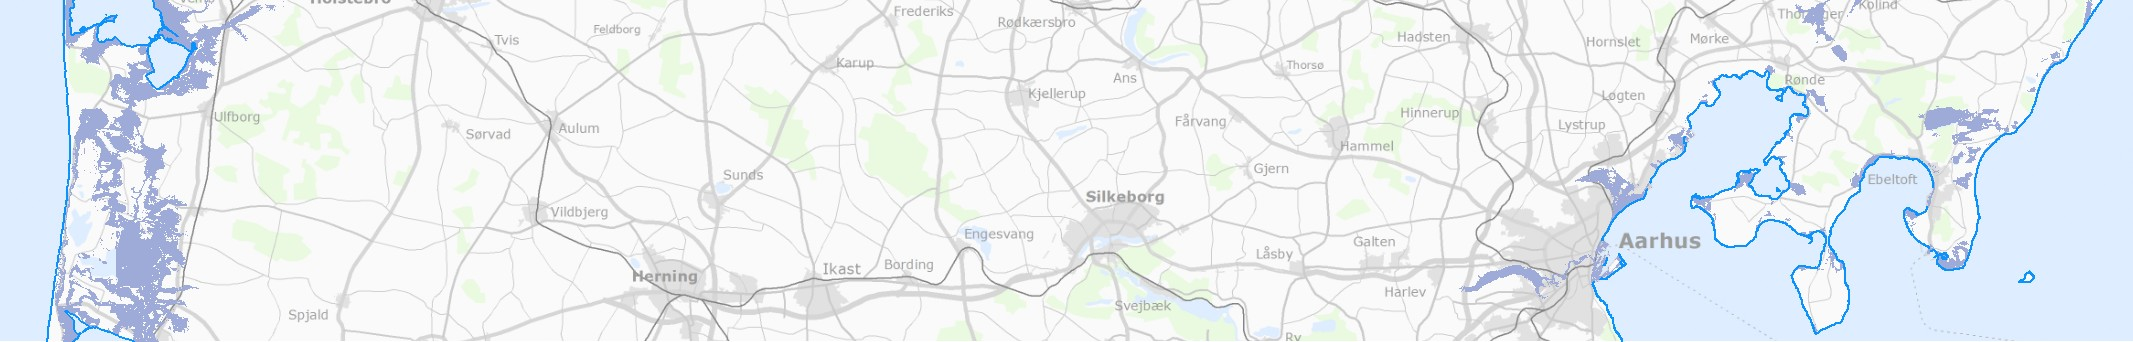 Holstebro
Frederiks
Rødkærsbro
Kolind
Feldborg
Tvis
Hadsten
Hornslet
Mørke
Karup
Ans
Thorsø
Rønde
Kjellerup
Løgten
Ulfborg
Sørvad
Aulum
Fårvang
Hinnerup
Lystrup
Hammel
Sunds
Gjern
Ebeltoft
Silkeborg
Vildbjerg
Engesvang
Låsby
Galten
Aarhus
Herning
Ikast
Bording
Harlev
Spjald
Svejbæk
Ry